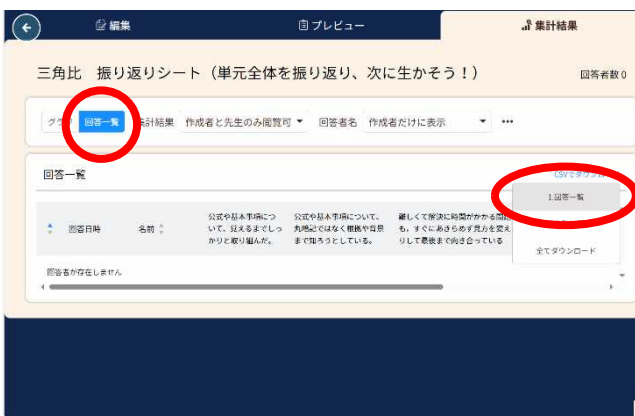 編集
プレビュー
集計結果
三角比 振り返りシート（単元全体を振り返り、次に生かそう！）
回答者数 0
回答一覧
集計結果 作成者と先生のみ閲覧可
回答者名 作成者だけに表示
回答一覧
1.回答一覧
全てダウンロード
回答日時
名前
公式や基本事項につ
いて、覚えるまでしっ
かりと取り組んだ。
公式や基本事項について、
丸暗記ではなく根拠や背景
まで知ろうとしている。
難しくて解決に時間がかかる問題
も、すぐにあきらめず見方を変え
りして最後まで向き合っている
回答者が存在しません